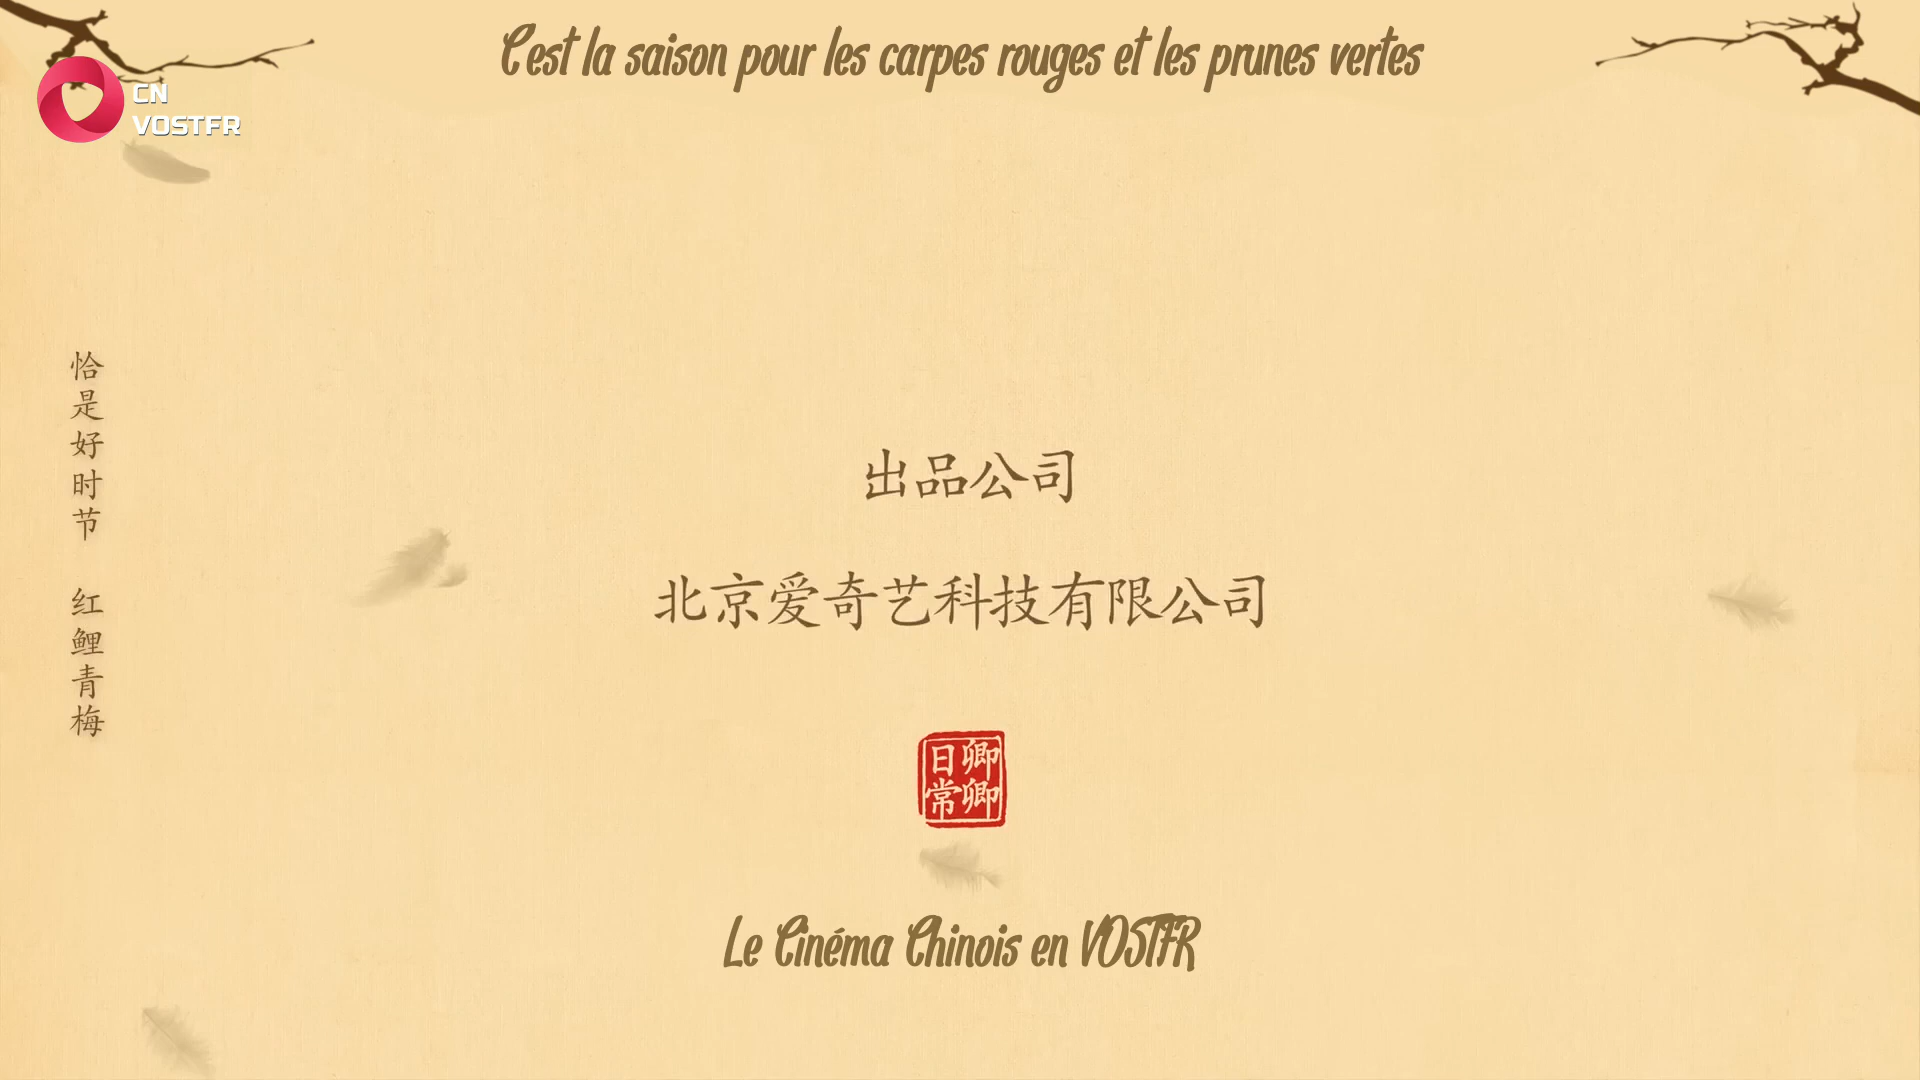 C'est la saison pour les carpes rouges et les prunes vertes
CN
VOSTFR
恰是好时节 红鲤青梅
出品公司
北京爱奇艺科技有限公司
卿卿
日常
Le Cinéma Chinois en VOSTFR